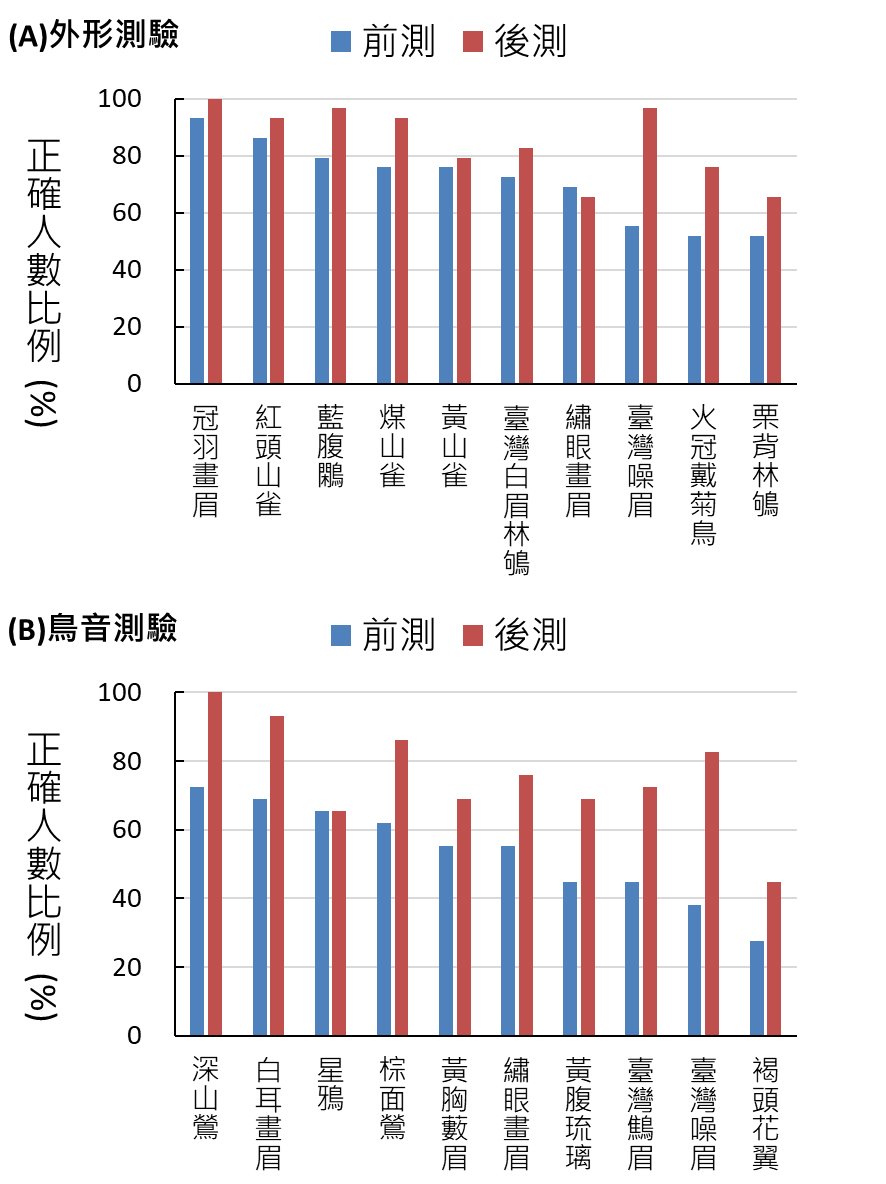 (A)外形測驗
前測 後測
正確人數比例 (%)
100
80
60
40
20
0
冠羽畫眉
紅頭山雀
藍腹鷳
煤山雀
黃山雀
臺灣白眉林鴝
繡眼畫眉
臺灣噪眉
火冠戴菊鳥
栗背林鴝
(B)鳥音測驗
前測 後測
正確人數比例 (%)
100
80
60
40
20
0
深山鶯
白耳畫眉
星鴉
棕面鶯
黃胸藪眉
繡眼畫眉
黃腹琉璃
臺灣鷦眉
臺灣噪眉
褐頭花翼